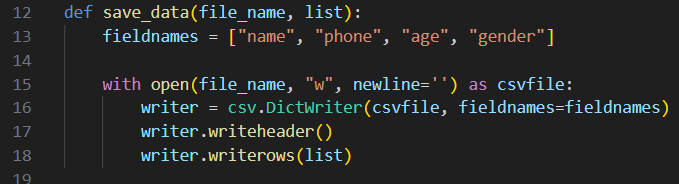 12 def save_data(file_name, list):
13     fieldnames = ["name", "phone", "age", "gender"]
14
15     with open(file_name, "w", newline='') as csvfile:
16         writer = csv.DictWriter(csvfile, fieldnames=fieldnames)
17         writer.writeheader()
18         writer.writerows(list)
19